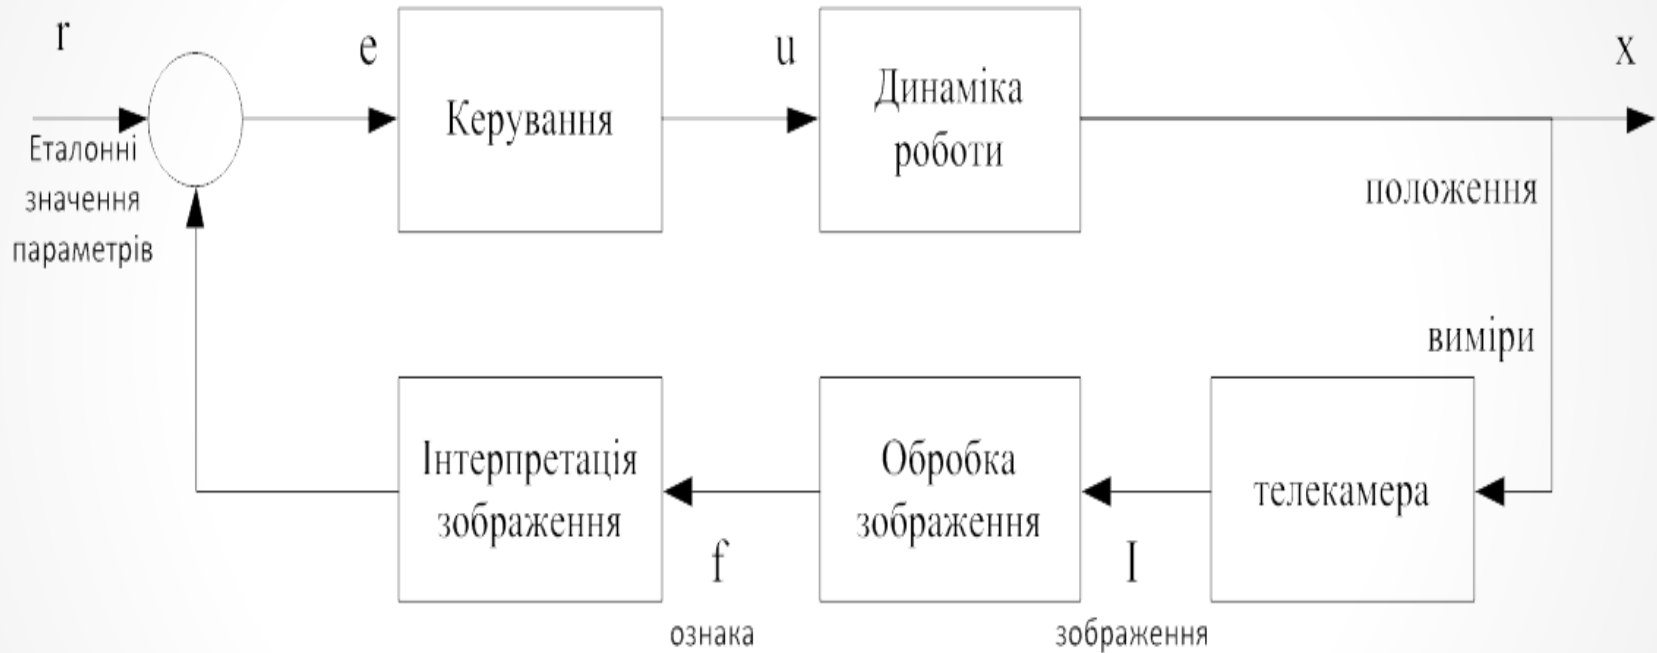 r
e
u
x
Еталонні
значення
параметрів
Керування
Динаміка
роботи
положення
виміри
Інтерпретація
зображення
Обробка
зображення
телекамера
f
I
ознака
зображення